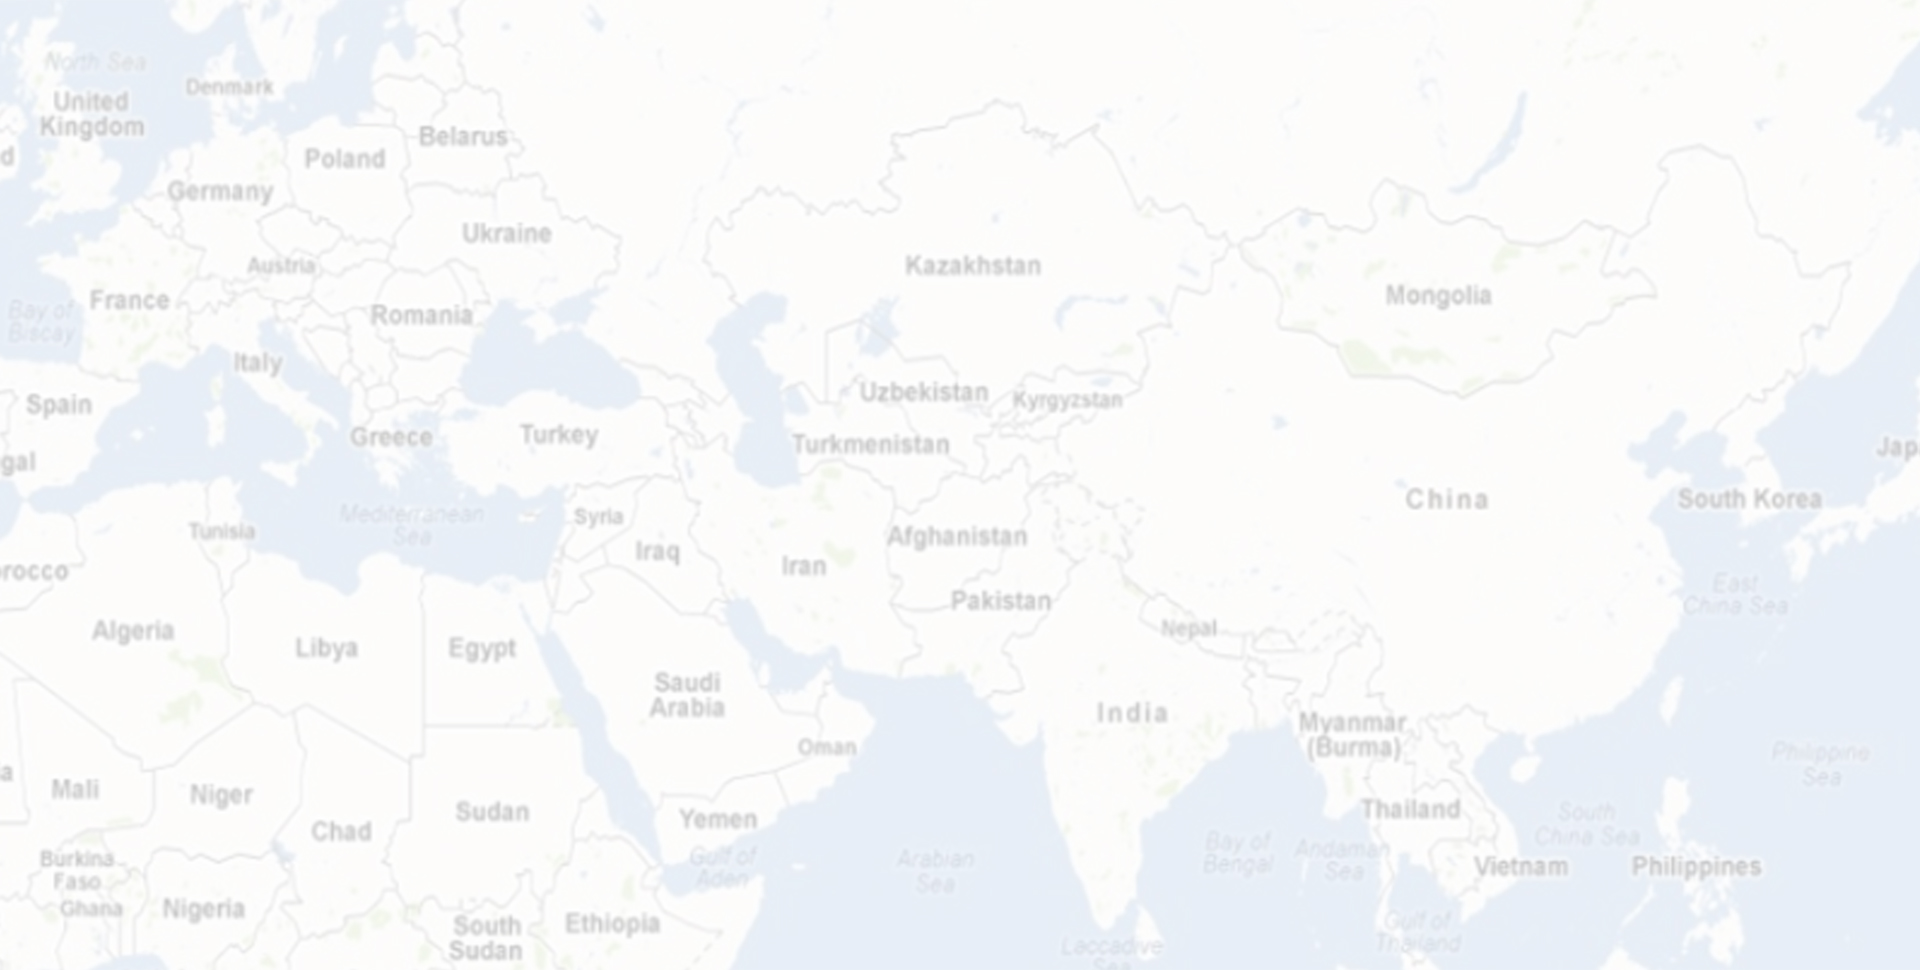 North Sea
Denmark
United
Kingdom
Belarus
Poland
d
Germany
Ukraine
Austria
Kazakhstan
France
Mongolia
Bay of
Biscay
Romania
Italy
Uzbekistan
Kyrgyzstan
Spain
Greece
Turkey
Turkmenistan
Jap
gal
China
South Korea
Mediterranean
Sea
Syria
Tunisia
Afghanistan
Iraq
Iran
rocco
East
China Sea
Pakistan
Algeria
Nepal
Libya
Egypt
Saudi
Arabia
India
Myanmar
(Burma)
Oman
Philippine
Sea
a
Mali
Niger
Sudan
Thailand
Yemen
Chad
South
China Sea
Bay of
Bengal
Andaman
Sea
Gulf of
Aden
Arabian
Sea
Burkina
Faso
Vietnam
Philippines
Ghana
Nigeria
South
Sudan
Ethiopia
Gulf of
Thailand
Laccadive
Sea